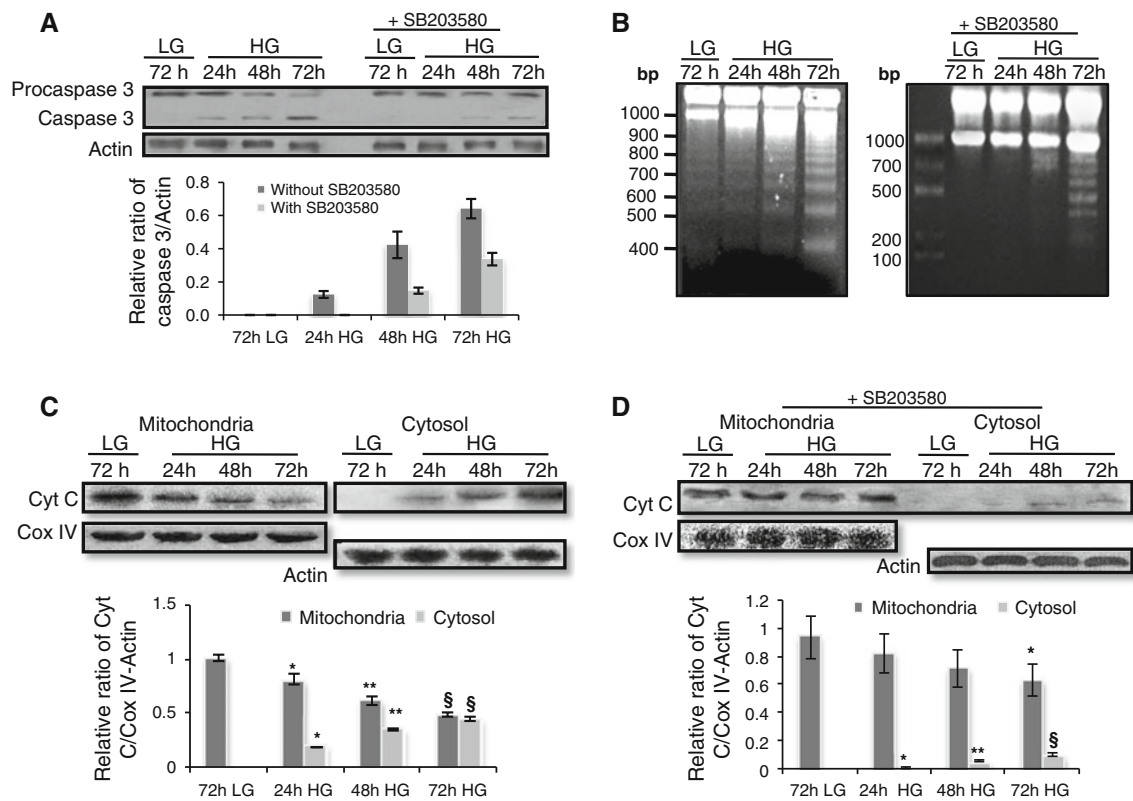 A
+ SB203580
LG HG LG HG
72 h 24h 48h 72h 72 h 24h 48h 72h
Procaspase 3
Caspase 3
Actin
Relative ratio of
caspase 3/Actin
0.8
0.6
0.4
0.2
0.0
Without SB203580
With SB203580
72h LG 24h HG 48h HG 72h HG
B
+ SB203580
LG HG LG HG
bp 72 h 24h 48h 72h bp 72 h 24h 48h 72h
1000
900
800
700
600
500
400
1000
700
500
200
100
C
Mitochondria Cytosol
LG HG LG HG
72 h 24h 48h 72h 72h 24h 48h 72h
Cyt C
Cox IV
Actin
Relative ratio of Cyt
C/Cox IV-Actin
1.5
1
0.5
0
Mitochondria Cytosol
* * ** ** § §
72h LG 24h HG 48h HG 72h HG
D
+ SB203580
Mitochondria Cytosol
LG HG LG HG
72 h 24h 48h 72h 72h 24h 48h 72h
Cyt C
Cox IV
Actin
Relative ratio of Cyt
C/Cox IV-Actin
1.2
1
0.8
0.6
0.4
0.2
0
Mitochondria Cytosol
* ** * §
72h LG 24h HG 48h HG 72h HG